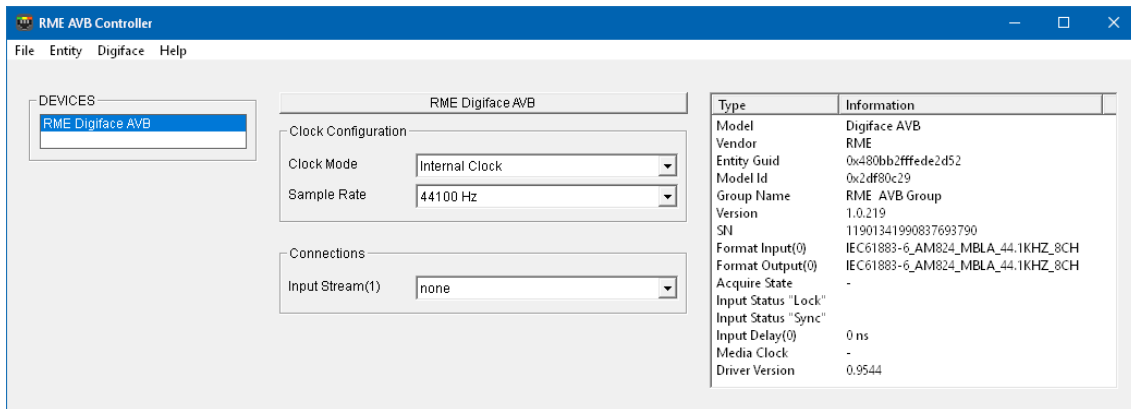 RME AVB Controller
File Entity Digiface Help
DEVICES
RME Digiface AVB
RME Digiface AVB
Clock Configuration
Clock Mode Internal Clock
Sample Rate 44100 Hz
Connections
Input Stream(1) none
Type Information
Model Digiface AVB
Vendor RME
Entity Guid 0x480bb2fffede2d52
Model Id 0x2df80c29
Group Name RME AVB Group
Version 1.0.219
SN 11901341990837693790
Format Input(0) IEC61883-6_AM824_MBLA_44.1KHZ_8CH
Format Output(0) IEC61883-6_AM824_MBLA_44.1KHZ_8CH
Acquire State -
Input Status "Lock"
Input Status "Sync"
Input Delay(0) 0 ns
Media Clock -
Driver Version 0.9544